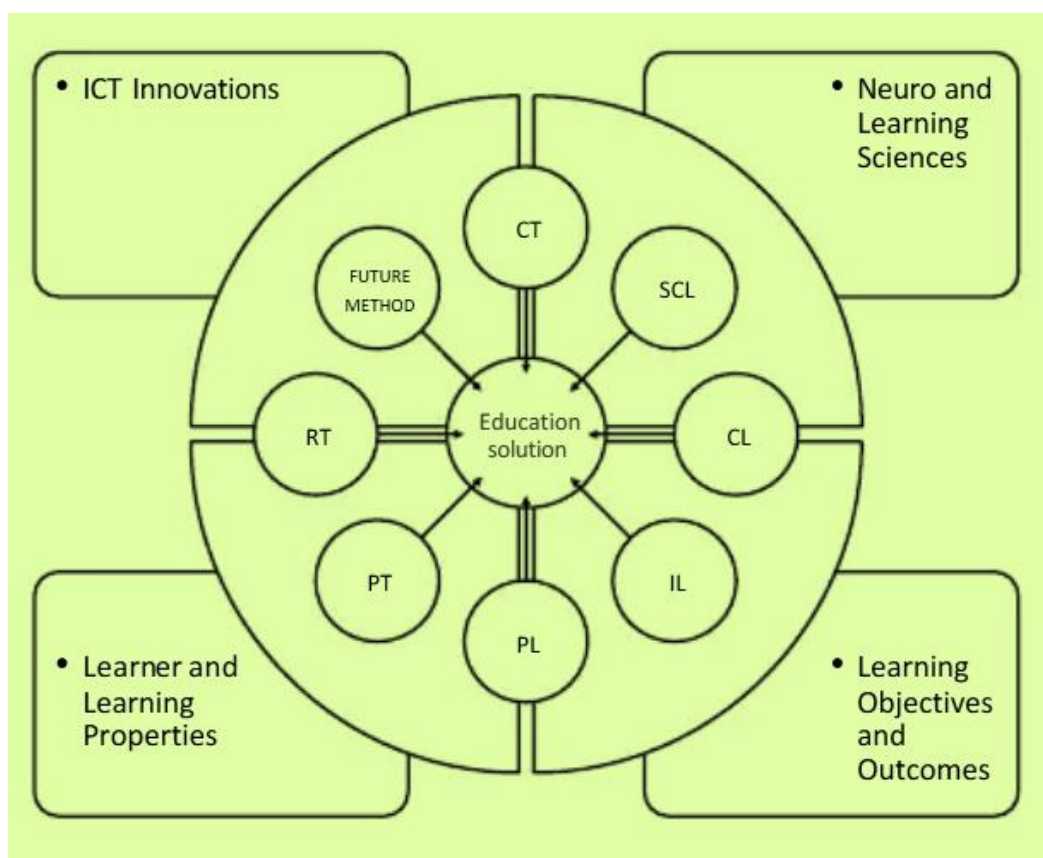 • ICT Innovations
• Neuro and
Learning
Sciences
CT
FUTURE
METHOD
SCL
RT
Education
solution
CL
PT
IL
PL
• Learner and
Learning
Properties
• Learning
Objectives
and
Outcomes